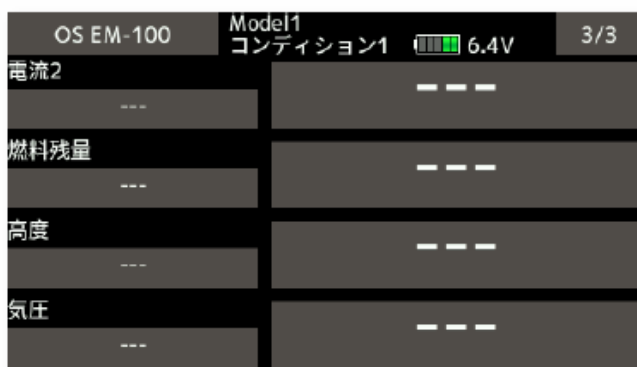 OS EM-100
Model1
コンディション1 6.4V
3/3
電流2
---
---
燃料残量
---
---
高度
---
---
気圧
---
---